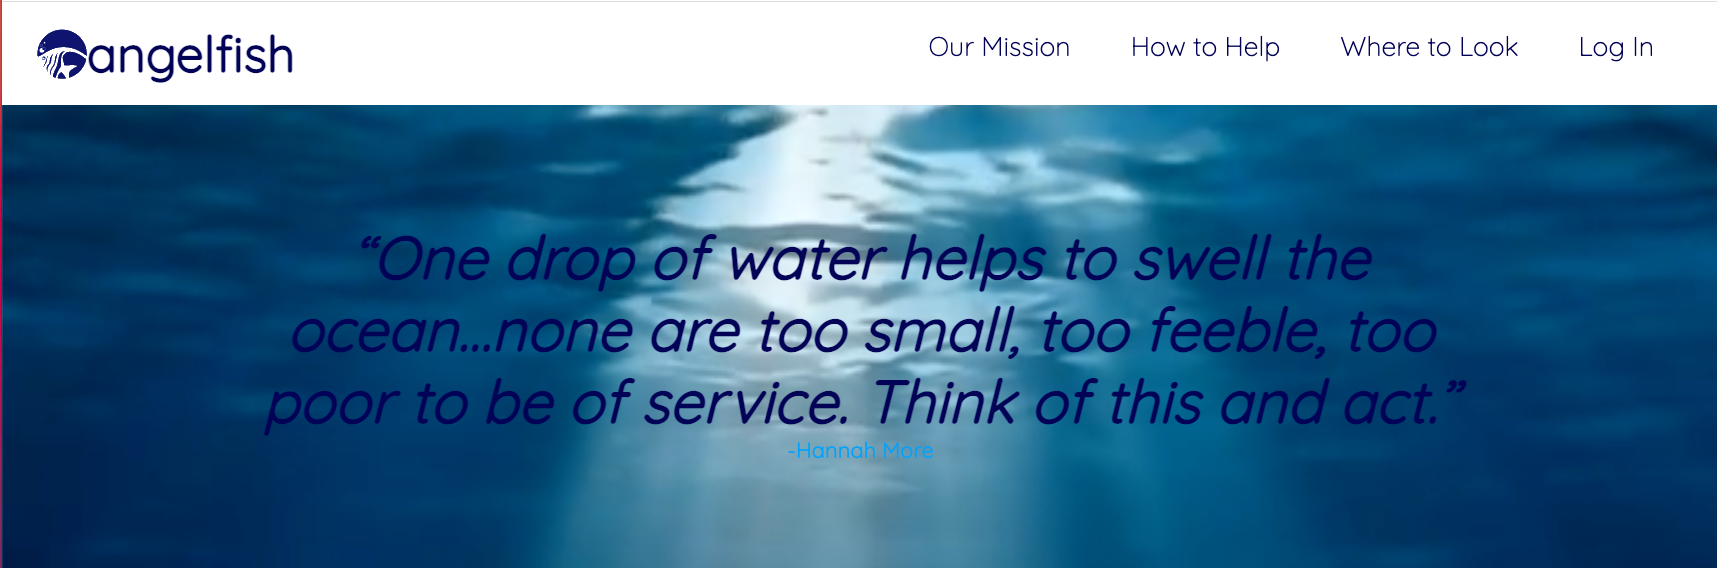 angelfish
Our Mission
How to Help
Where to Look
Log In
“One drop of water helps to swell the
ocean...none are too small, too feeble, too
poor to be of service. Think of this and act.”
-Hannah More